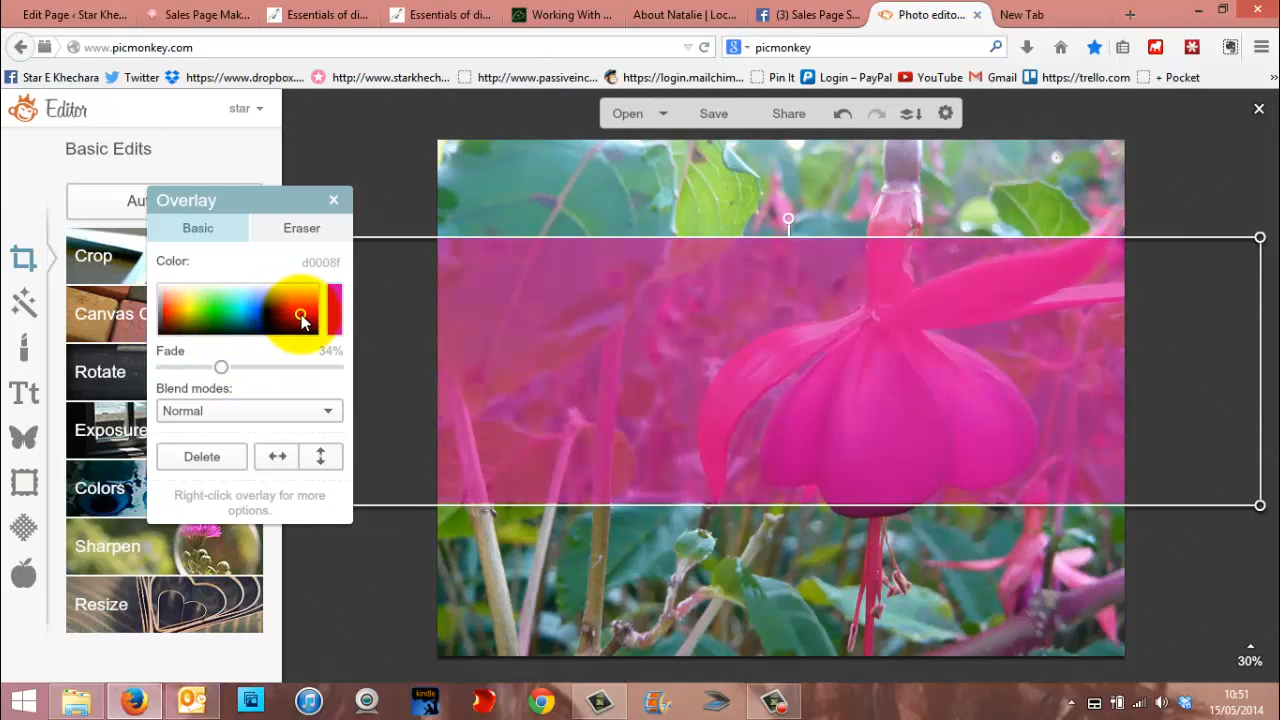 Edit Page ‹ Star Khe...
Sales Page Mak...
Essentials of di...
Essentials of di...
Working With ...
About Natalie | Loc...
(3) Sales Page S...
Photo edito...
New Tab
www.picmonkey.com
picmonkey
Star E Khechara
Twitter
https://www.dropbox....
http://www.starkhech...
http://www.passiveinc...
https://login.mailchim...
Pin It
Login – PayPal
YouTube
Gmail
https://trello.com
+ Pocket
Editor
star
Open
Save
Share
Basic Edits
Aut
Overlay
Basic
Eraser
Color:
d0008f
Fade
34%
Blend modes:
Normal
Delete
Right-click overlay for more
options.
Crop
Canvas C
Rotate
Exposure
Colors
Sharpen
Resize
Tt
30%
kindle
10:51
15/05/2014